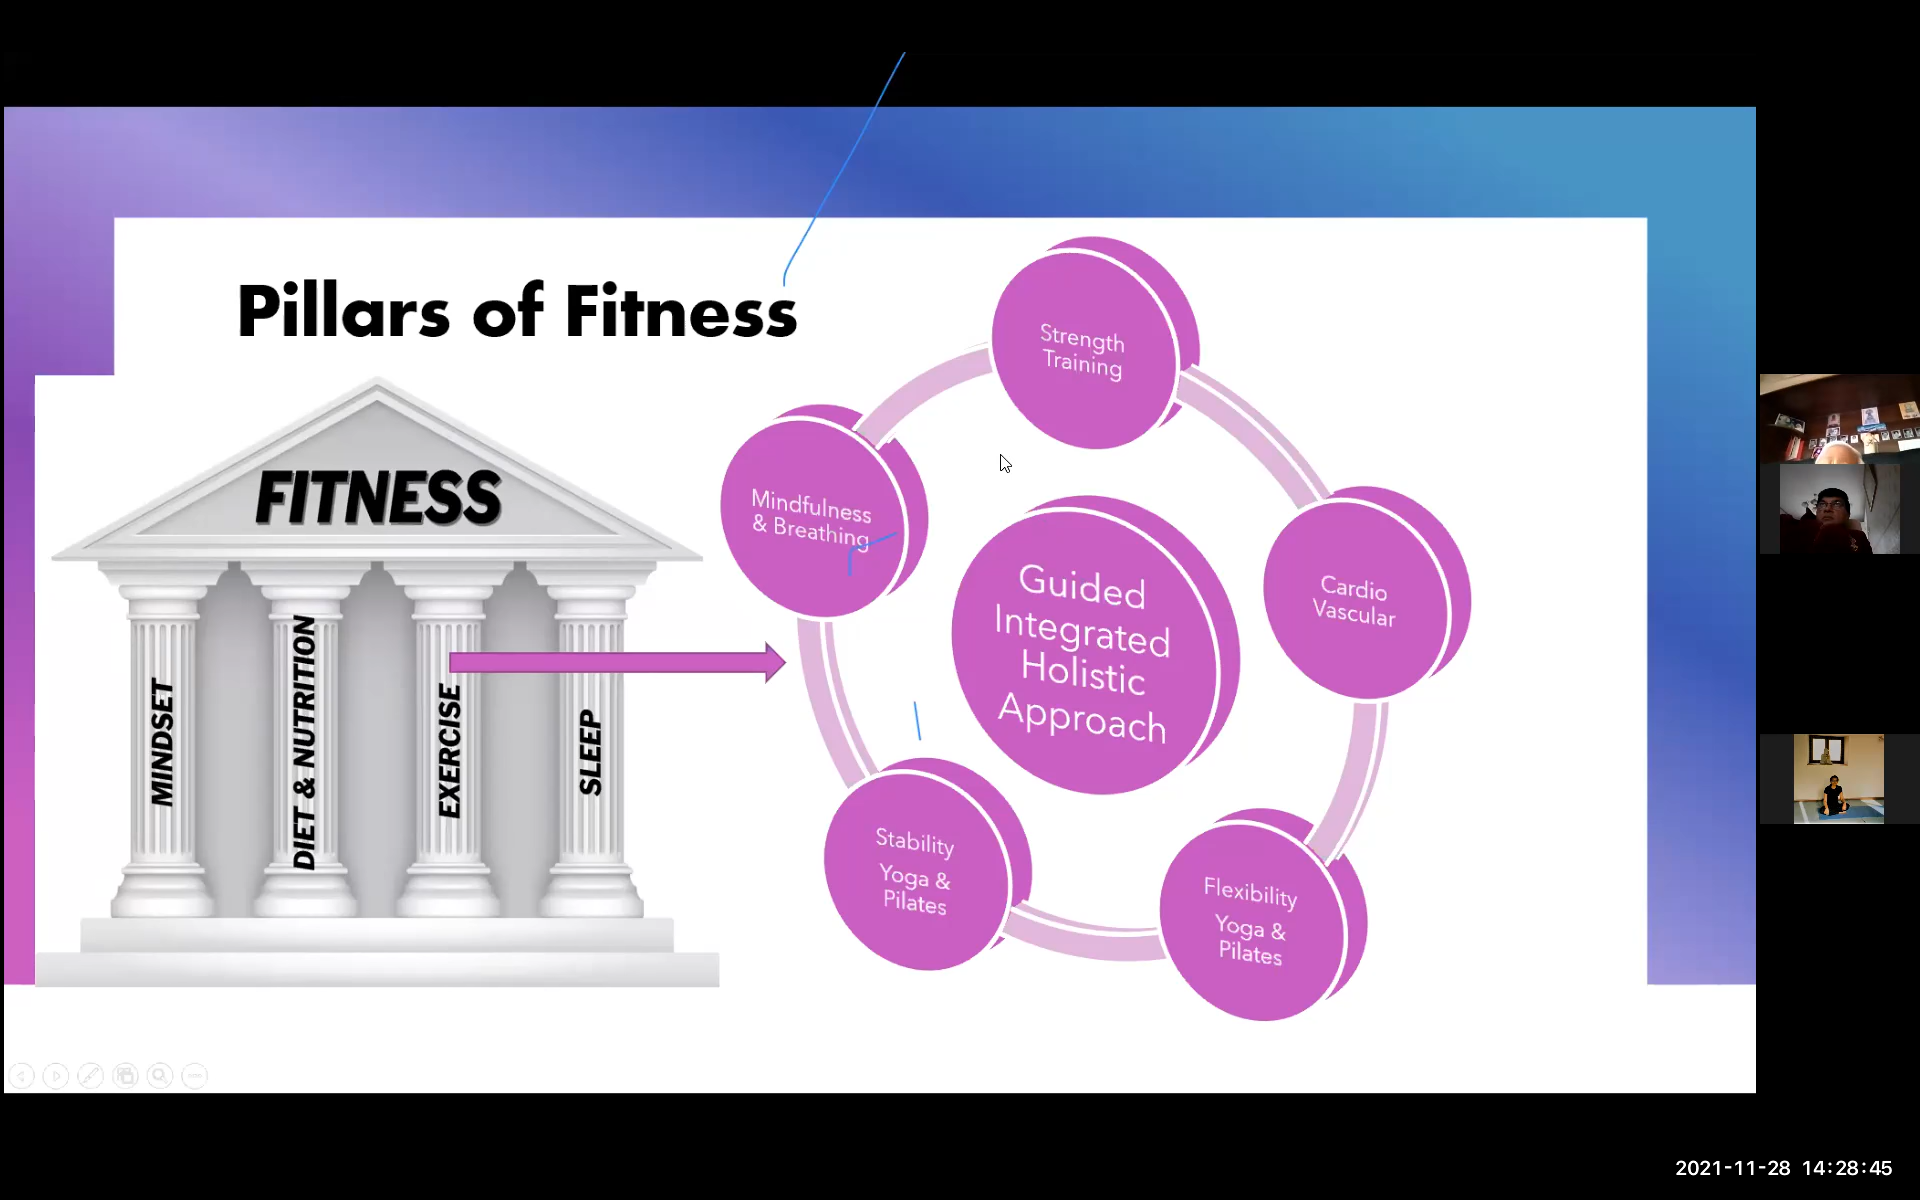 Pillars of Fitness
FITNESS
MINDSET
DIET & NUTRITION
EXERCISE
SLEEP
Strength
Training
Mindfulness
& Breathing
Guided
Integrated
Holistic
Approach
Cardio
Vascular
Stability
Yoga &
Pilates
Flexibility
Yoga &
Pilates
2021-11-28 14:28:45